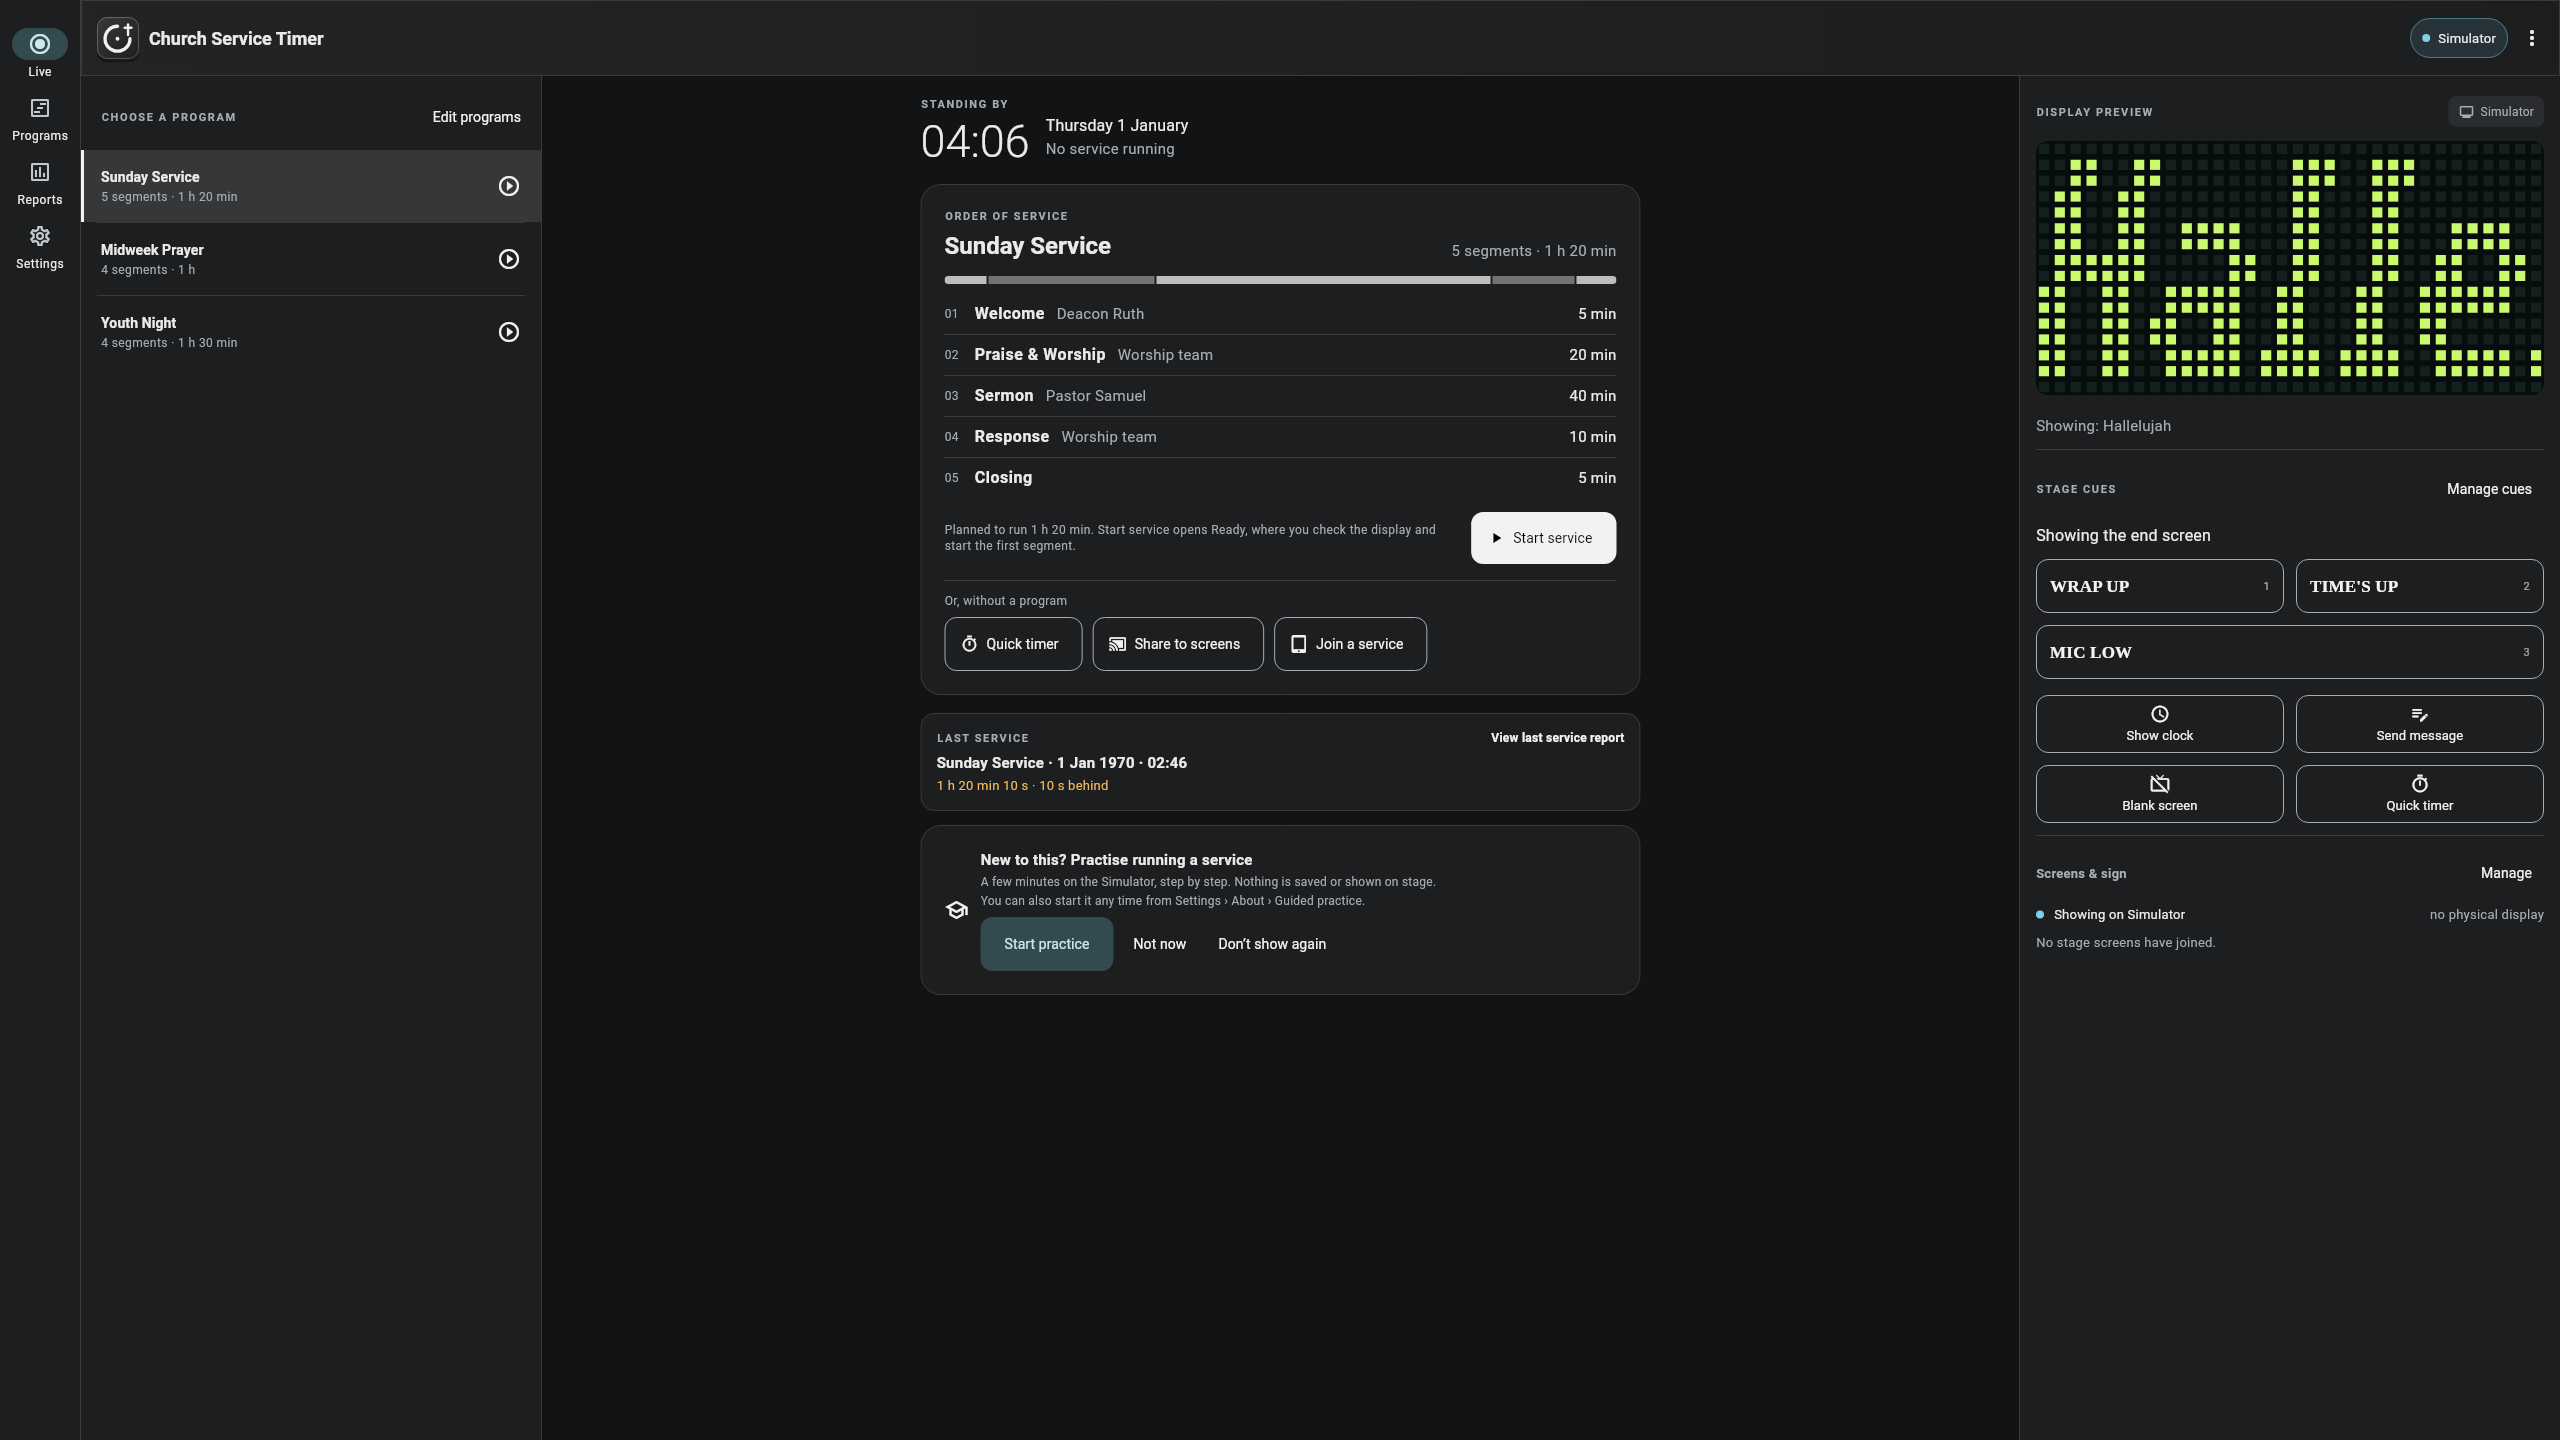 Church Service Timer
Simulator
Live
Programs
Reports
Settings
CHOOSE A PROGRAM
Edit programs
Sunday Service
5 segments · 1 h 20 min
Midweek Prayer
4 segments · 1 h
Youth Night
4 segments · 1 h 30 min
STANDING BY
04:06
Thursday 1 January
No service running
ORDER OF SERVICE
Sunday Service
5 segments · 1 h 20 min
01 Welcome Deacon Ruth 5 min
02 Praise & Worship Worship team 20 min
03 Sermon Pastor Samuel 40 min
04 Response Worship team 10 min
05 Closing 5 min
Planned to run 1 h 20 min. Start service opens Ready, where you check the display and
start the first segment.
Start service
Or, without a program
Quick timer
Share to screens
Join a service
LAST SERVICE
View last service report
Sunday Service · 1 Jan 1970 · 02:46
1 h 20 min 10 s · 10 s behind
New to this? Practise running a service
A few minutes on the Simulator, step by step. Nothing is saved or shown on stage.
You can also start it any time from Settings › About › Guided practice.
Start practice
Not now
Don’t show again
DISPLAY PREVIEW
Simulator
Showing: Hallelujah
STAGE CUES
Manage cues
Showing the end screen
WRAP UP 1
TIME'S UP 2
MIC LOW 3
Show clock
Send message
Blank screen
Quick timer
Screens & sign
Manage
Showing on Simulator
no physical display
No stage screens have joined.